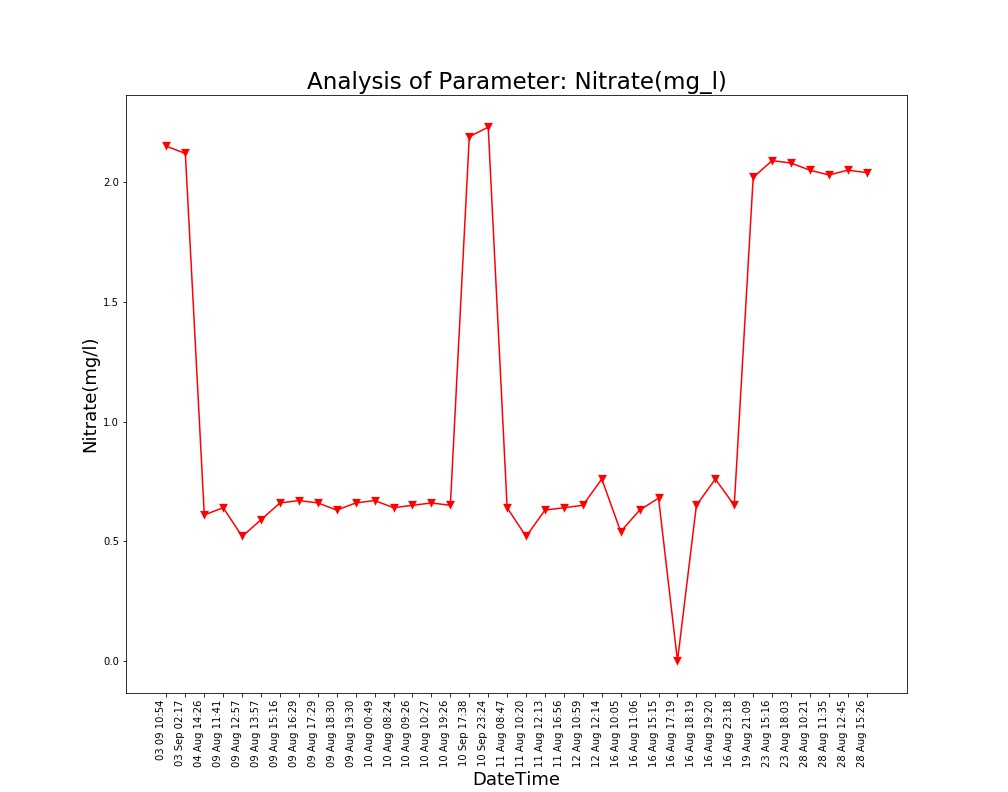 Analysis of Parameter: Nitrate(mg_l)
Nitrate(mg/l)
2.0
1.5
1.0
0.5
0.0
03 09 10:54
03 Sep 02:17
04 Aug 14:26
09 Aug 11:41
09 Aug 12:57
09 Aug 13:57
09 Aug 15:16
09 Aug 16:29
09 Aug 17:29
09 Aug 18:30
09 Aug 19:30
10 Aug 00:49
10 Aug 08:24
10 Aug 09:26
10 Aug 10:27
10 Aug 19:26
10 Sep 17:38
10 Sep 23:24
11 Aug 08:47
11 Aug 10:20
11 Aug 12:13
11 Aug 16:56
12 Aug 10:59
12 Aug 12:14
16 Aug 10:05
16 Aug 11:06
16 Aug 15:15
16 Aug 17:19
16 Aug 18:19
16 Aug 19:20
16 Aug 23:18
19 Aug 21:09
23 Aug 15:16
23 Aug 18:03
28 Aug 10:21
28 Aug 11:35
28 Aug 12:45
28 Aug 15:26
DateTime